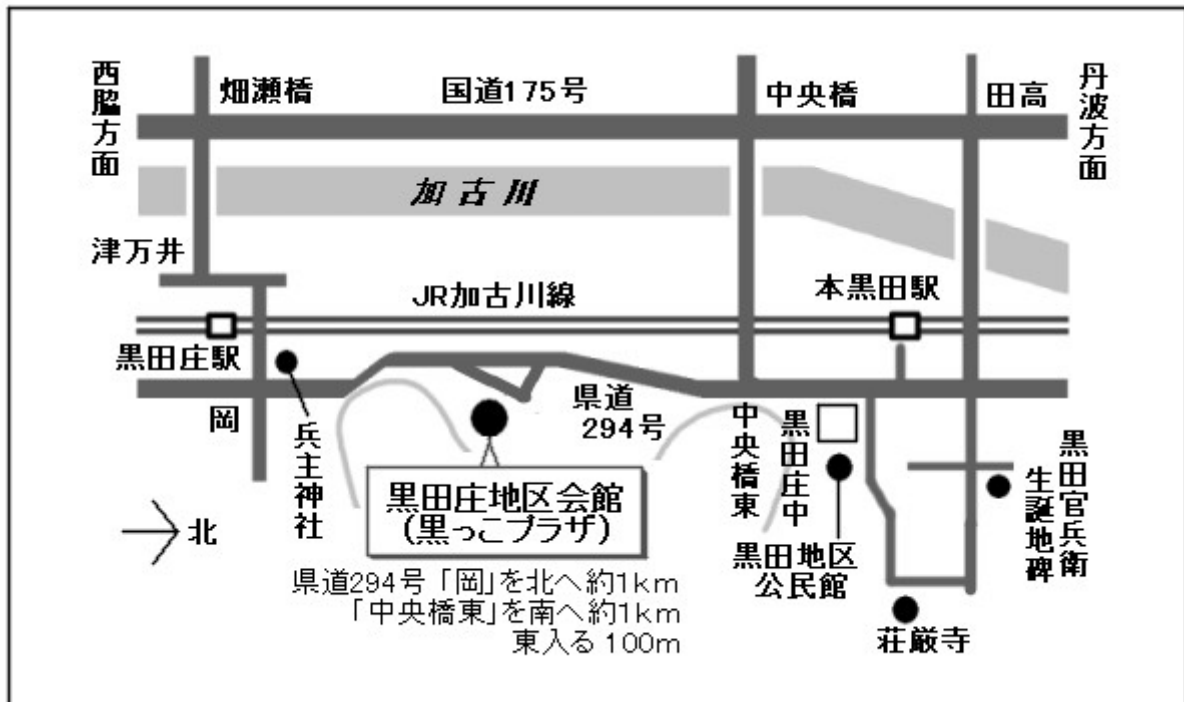 西脇方面
畑瀬橋
国道175号
中央橋
田高
丹波方面
加古川
津万井
JR加古川線
本黒田駅
黒田庄駅
岡
兵主神社
県道
294号
中央橋東
黒田庄中
黒田官兵衛
生誕地碑
北
黒田庄地区会館
(黒っこプラザ)
黒田地区
公民館
荘厳寺
県道294号「岡」を北へ約1km
「中央橋東」を南へ約1km
東入る 100m